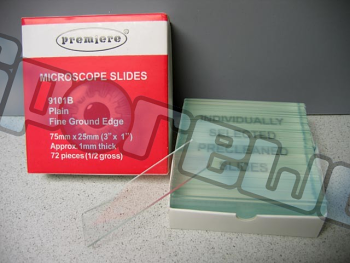 premiere
MICROSCOPE SLIDES
9101B
Plain
Fine Ground Edge
75mm x 25mm (3" x 1")
Approx. 1mm thick
72 pieces (1/2 gross)
INDIVIDUALLY
SELECTED
PRECLEANED
SLIDES